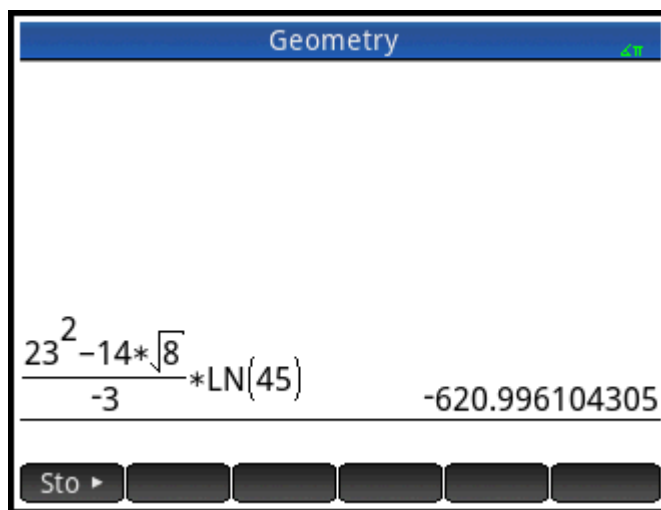 Geometry ∡π
23²-14*√8
-3
*LN(45)
-620.996104305
Sto ▶